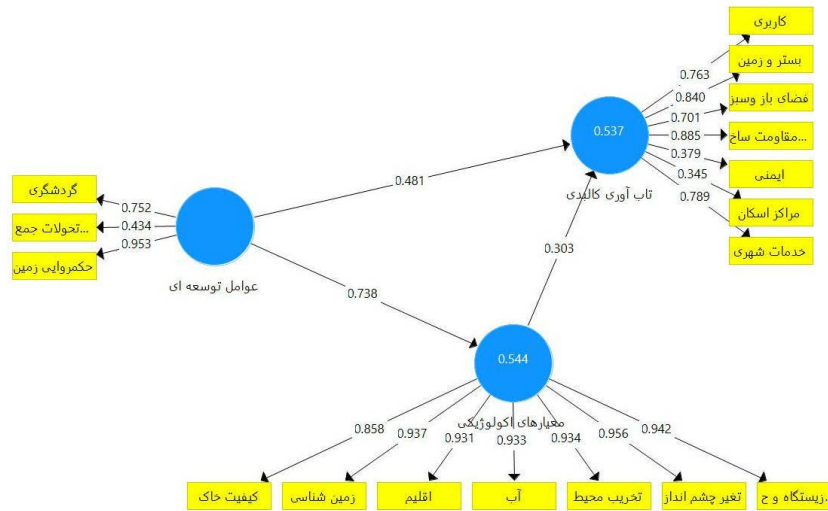 کاربری
0.763
بستر و زمین
0.840
فضای باز وسبز
0.701
مقاومت ساخ...
0.885
ایمنی
0.379
مراکز اسکان
0.345
خدمات شهری
0.789
0.537
تاب آوری کالبدی
0.481
گردشگری
0.752
تحولات جمع...
0.434
حکمروایی زمین
0.953
عوامل توسعه ای
0.303
0.738
0.544
معیارهای اکولوژیکی
0.858
0.937
0.931
0.933
0.934
0.956
0.942
کیفیت خاک
زمین شناسی
اقلیم
آب
تخریب محیط
تغیر چشم انداز
زیستگاه و ح.